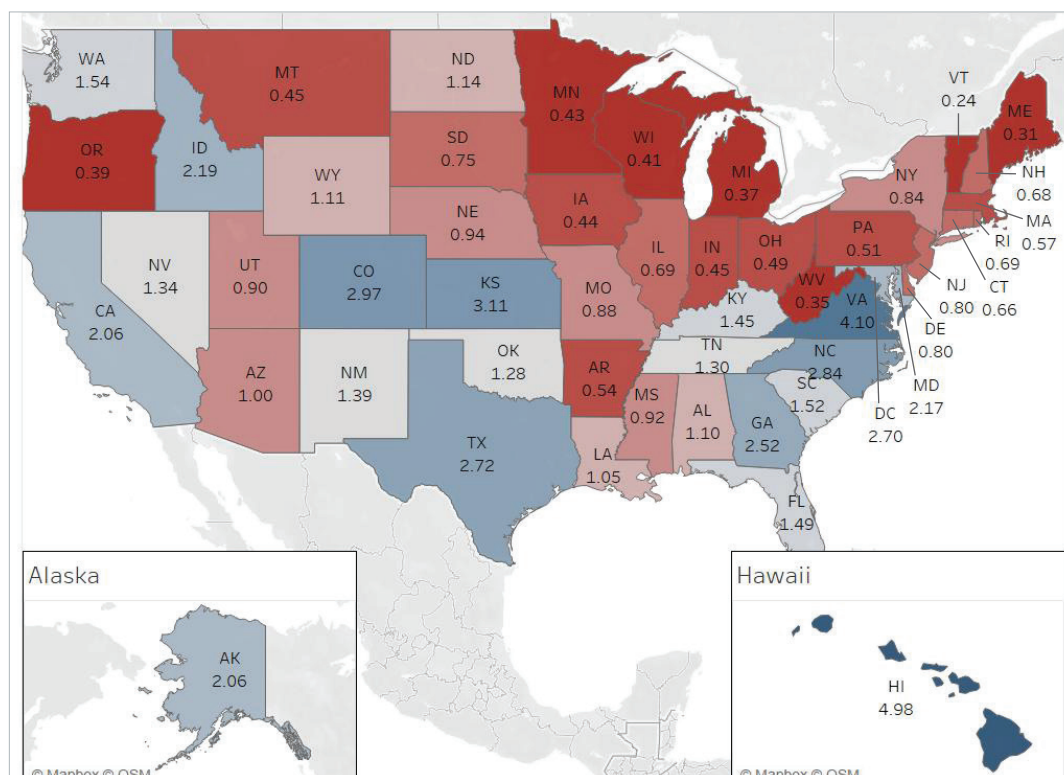 WA
1.54
MT
0.45
ND
1.14
MN
0.43
VT
0.24
ME
0.31
OR
0.39
ID
2.19
SD
0.75
WI
0.41
MI
0.37
NY
0.84
NH
0.68
WY
1.11
IA
0.44
MA
0.57
NE
0.94
PA
0.51
RI
0.69
NV
1.34
UT
0.90
CO
2.97
KS
3.11
IL
0.69
IN
0.45
OH
0.49
NJ
0.80
CT
0.66
CA
2.06
MO
0.88
KY
1.45
WV
0.35
VA
4.10
DE
0.80
AZ
1.00
NM
1.39
OK
1.28
AR
0.54
TN
1.30
NC
2.84
MD
2.17
MS
0.92
AL
1.10
GA
2.52
SC
1.52
DC
2.70
TX
2.72
LA
1.05
FL
1.49
Alaska
AK
2.06
© Mapbox © OSM
Hawaii
HI
4.98
© Mapbox © OSM